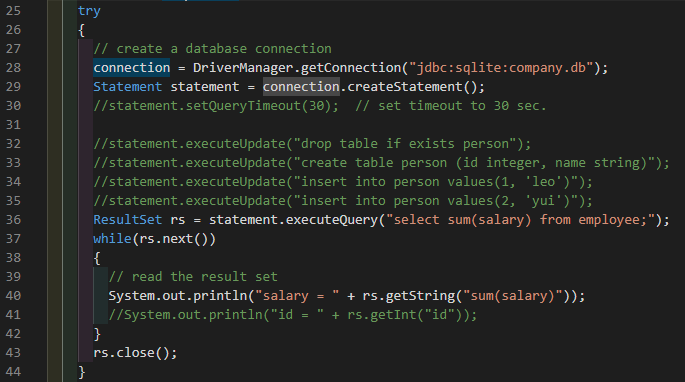 25 try
26 {
27 // create a database connection
28 connection = DriverManager.getConnection("jdbc:sqlite:company.db");
29 Statement statement = connection.createStatement();
30 //statement.setQueryTimeout(30);  // set timeout to 30 sec.
31
32 //statement.executeUpdate("drop table if exists person");
33 //statement.executeUpdate("create table person (id integer, name string)");
34 //statement.executeUpdate("insert into person values(1, 'leo')");
35 //statement.executeUpdate("insert into person values(2, 'yui')");
36 ResultSet rs = statement.executeQuery("select sum(salary) from employee;");
37 while(rs.next())
38 {
39 // read the result set
40 System.out.println("salary = " + rs.getString("sum(salary)"));
41 //System.out.println("id = " + rs.getInt("id"));
42 }
43 rs.close();
44 }